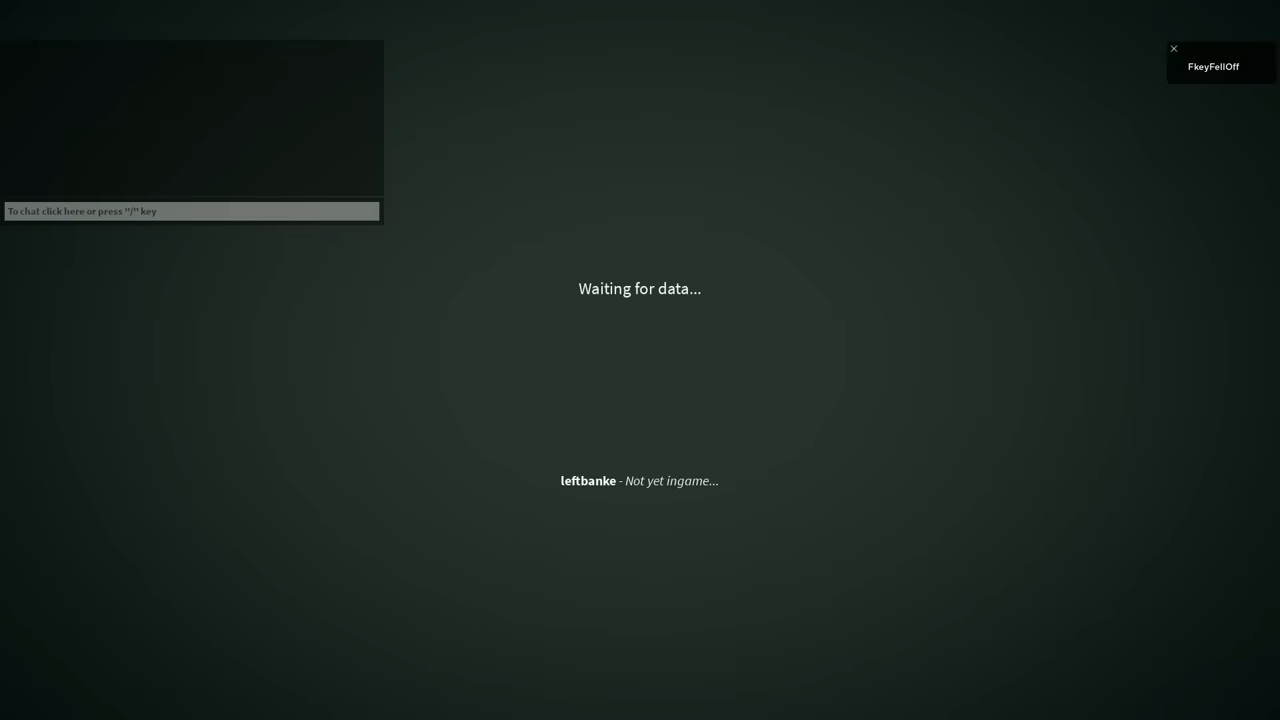 FkeyFellOff
To chat click here or press "/" key
Waiting for data...
leftbanke - Not yet ingame...